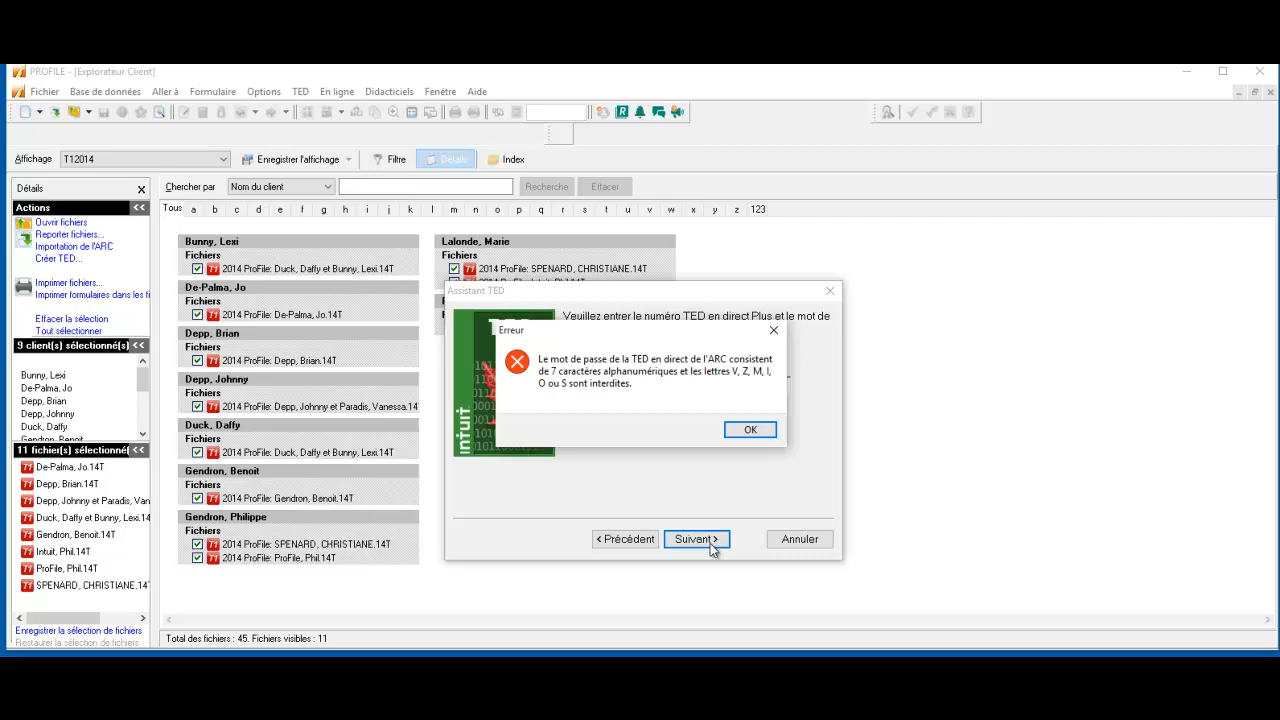 PROFILE - [Explorateur Client]
Fichier Base de données Aller à Formulaire Options TED En ligne Didacticiels Fenêtre Aide
Affichage T12014 Enregistrer l'affichage Filtre Détails Index
Détails
Chercher par Nom du client Recherche Effacer
Actions <<
Tous a b c d e f g h i j k l m n o p q r s t u v w x y z 123
Ouvrir fichiers
Reporter fichiers...
Importation de l'ARC
Créer TED...
Imprimer fichiers...
Imprimer formulaires dans les fi
Effacer la sélection
Tout sélectionner
9 client(s) sélectionné(s) <<
Bunny, Lexi
De-Palma, Jo
Depp, Brian
Depp, Johnny
Duck, Daffy
Gendron, Benoit
11 fichier(s) sélectionné( <<
De-Palma, Jo.14T
Depp, Brian.14T
Depp, Johnny et Paradis, Van
Duck, Daffy et Bunny, Lexi.14
Gendron, Benoit.14T
Intuit, Phil.14T
ProFile, Phil.14T
SPENARD, CHRISTIANE.14T
Enregistrer la sélection de fichiers
Restaurer la sélection de fichiers
Bunny, Lexi
Fichiers
2014 ProFile: Duck, Daffy et Bunny, Lexi.14T
De-Palma, Jo
Fichiers
2014 ProFile: De-Palma, Jo.14T
Depp, Brian
Fichiers
2014 ProFile: Depp, Brian.14T
Depp, Johnny
Fichiers
2014 ProFile: Depp, Johnny et Paradis, Vanessa.14
Duck, Daffy
Fichiers
2014 ProFile: Duck, Daffy et Bunny, Lexi.14T
Gendron, Benoit
Fichiers
2014 ProFile: Gendron, Benoit.14T
Gendron, Philippe
Fichiers
2014 ProFile: SPENARD, CHRISTIANE.14T
2014 ProFile: ProFile, Phil.14T
Lalonde, Marie
Fichiers
2014 ProFile: SPENARD, CHRISTIANE.14T
Assistant TED
Veuillez entrer le numéro TED en direct Plus et le mot de
intuit
Erreur
Le mot de passe de la TED en direct de l'ARC consistent
de 7 caractères alphanumériques et les lettres V, Z, M, I,
O ou S sont interdites.
OK
< Précédent Suivant > Annuler
Total des fichiers : 45. Fichiers visibles : 11